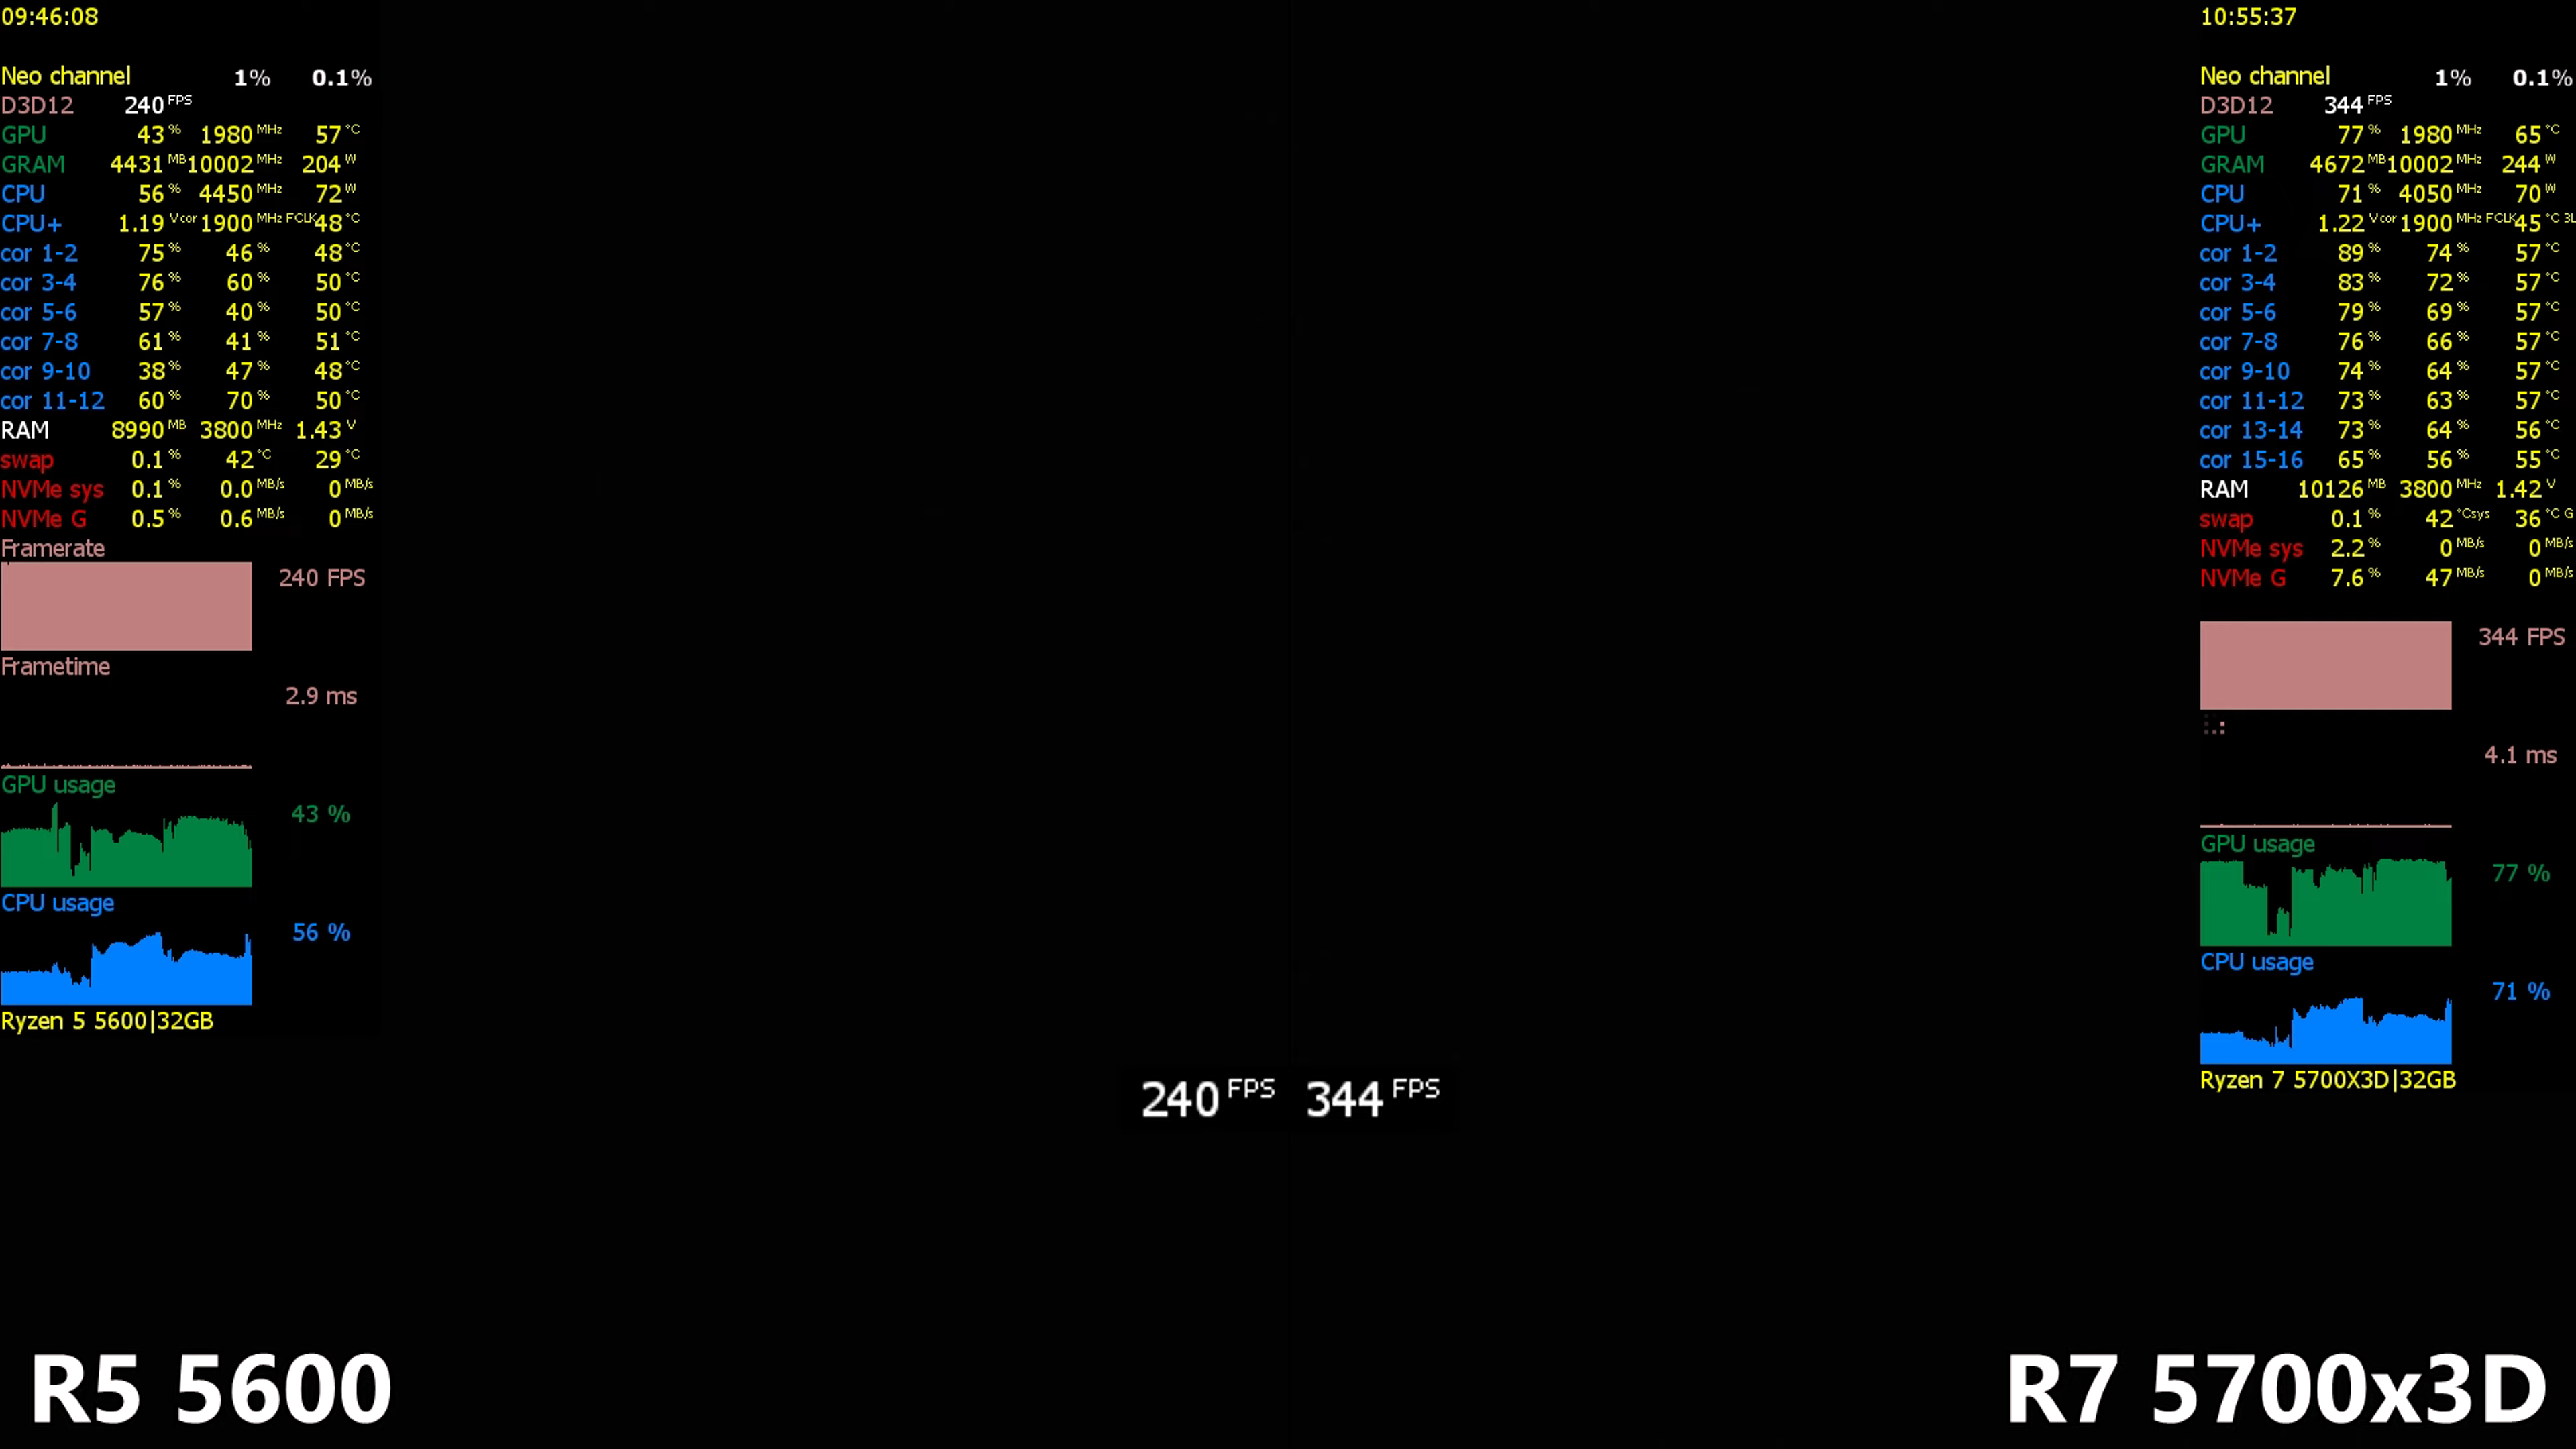 09:46:08
Neo channel 1% 0.1%
D3D12 240 FPS
GPU 43 % 1980 MHz 57 °C
GRAM 4431 MB 10002 MHz 204 W
CPU 56 % 4450 MHz 72 W
CPU+ 1.19 Vcor 1900 MHz FCLK 48 °C
cor 1-2 75 % 46 % 48 °C
cor 3-4 76 % 60 % 50 °C
cor 5-6 57 % 40 % 50 °C
cor 7-8 61 % 41 % 51 °C
cor 9-10 38 % 47 % 48 °C
cor 11-12 60 % 70 % 50 °C
RAM 8990 MB 3800 MHz 1.43 V
swap 0.1 % 42 °C 29 °C
NVMe sys 0.1 % 0.0 MB/s 0 MB/s
NVMe G 0.5 % 0.6 MB/s 0 MB/s
Framerate
240 FPS
Frametime
2.9 ms
GPU usage
43 %
CPU usage
56 %
Ryzen 5 5600|32GB
10:55:37
Neo channel 1% 0.1%
D3D12 344 FPS
GPU 77 % 1980 MHz 65 °C
GRAM 4672 MB 10002 MHz 244 W
CPU 71 % 4050 MHz 70 W
CPU+ 1.22 Vcor 1900 MHz FCLK 45 °C 3L
cor 1-2 89 % 74 % 57 °C
cor 3-4 83 % 72 % 57 °C
cor 5-6 79 % 69 % 57 °C
cor 7-8 76 % 66 % 57 °C
cor 9-10 74 % 64 % 57 °C
cor 11-12 73 % 63 % 57 °C
cor 13-14 73 % 64 % 56 °C
cor 15-16 65 % 56 % 55 °C
RAM 10126 MB 3800 MHz 1.42 V
swap 0.1 % 42 °Csys 36 °C G
NVMe sys 2.2 % 0 MB/s 0 MB/s
NVMe G 7.6 % 47 MB/s 0 MB/s
344 FPS
4.1 ms
GPU usage
77 %
CPU usage
71 %
Ryzen 7 5700X3D|32GB
240 FPS 344 FPS
R5 5600
R7 5700x3D